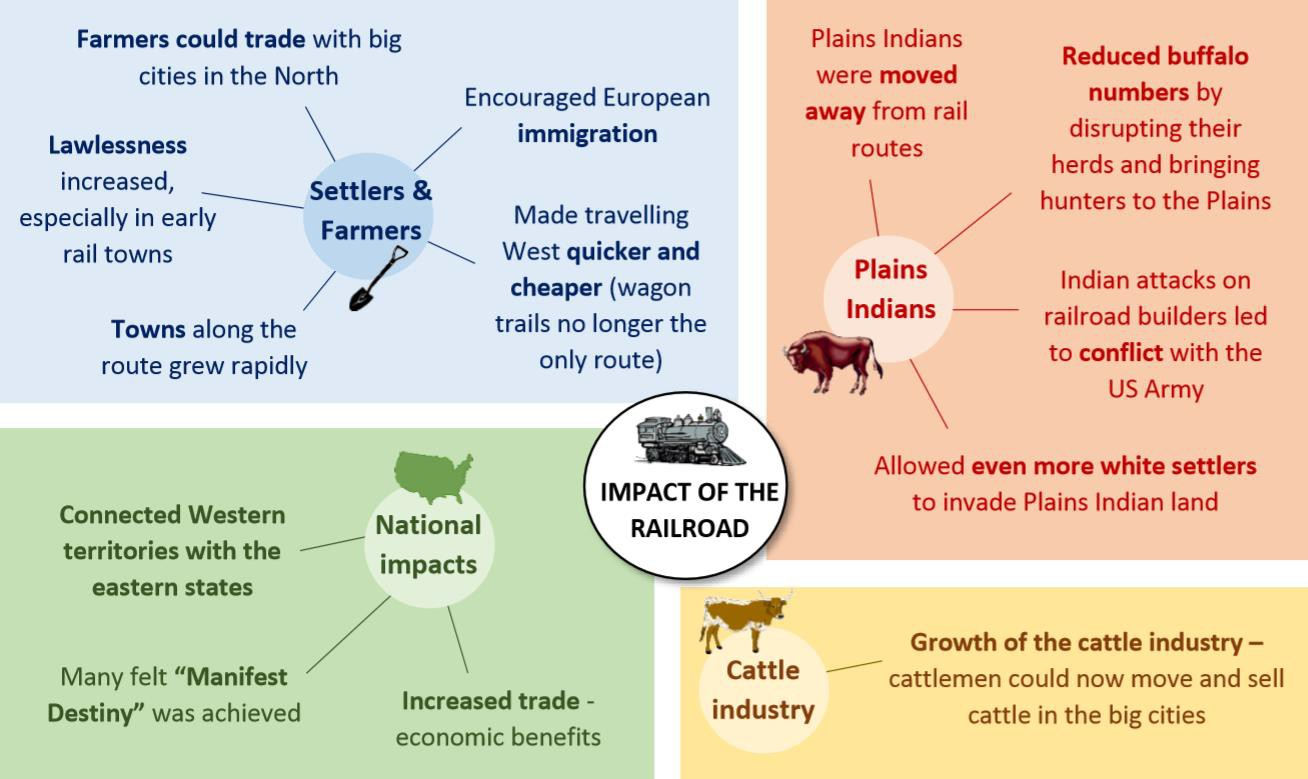 Farmers could trade with big
cities in the North
Encouraged European
immigration
Lawlessness
increased,
especially in early
rail towns
Settlers &
Farmers
Made travelling
West quicker and
cheaper (wagon
trails no longer the
only route)
Towns along the
route grew rapidly
Plains Indians
were moved
away from rail
routes
Reduced buffalo
numbers by
disrupting their
herds and bringing
hunters to the Plains
Plains
Indians
Indian attacks on
railroad builders led
to conflict with the
US Army
Allowed even more white settlers
to invade Plains Indian land
IMPACT OF THE
RAILROAD
National
impacts
Connected Western
territories with the
eastern states
Many felt “Manifest
Destiny” was achieved
Increased trade -
economic benefits
Cattle
industry
Growth of the cattle industry –
cattlemen could now move and sell
cattle in the big cities